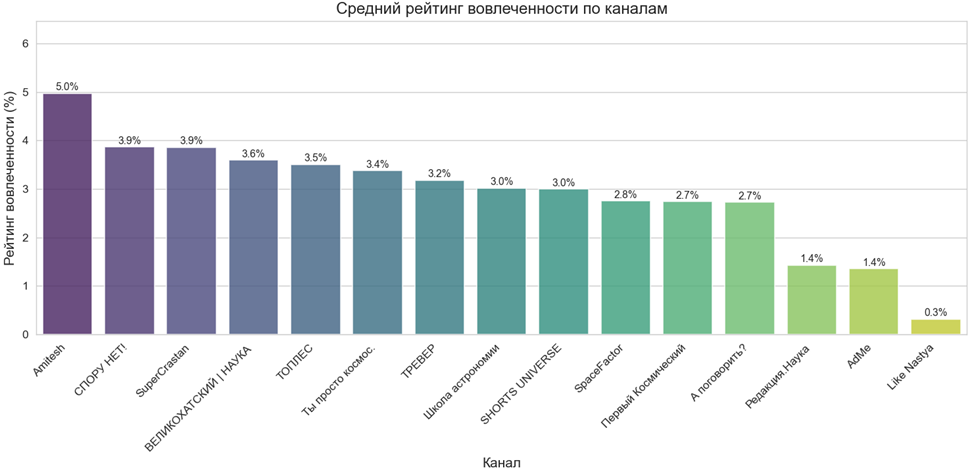 Средний рейтинг вовлеченности по каналам
Рейтинг вовлеченности (%)
6
5
4
3
2
1
0
5.0%
3.9%
3.9%
3.6%
3.5%
3.4%
3.2%
3.0%
3.0%
2.8%
2.7%
2.7%
1.4%
1.4%
0.3%
Amitesh
СПОРУ НЕТ!
SuperCrastan
ВЕЛИКОХАТСКИЙ | НАУКА
ТОПЛЕС
Ты просто космос.
ТРЕВЕР
Школа астрономии
SHORTS UNIVERSE
SpaceFactor
Первый Космический
А поговорить?
Редакция Наука
AdMe
Like Nastya
Канал